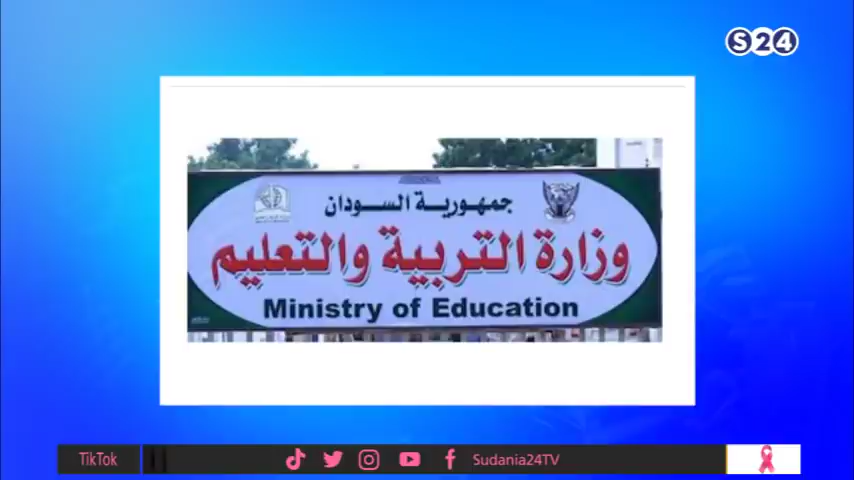 S24
جمهورية السودان
وزارة التربية والتعليم
Ministry of Education
TikTok
Sudania24TV